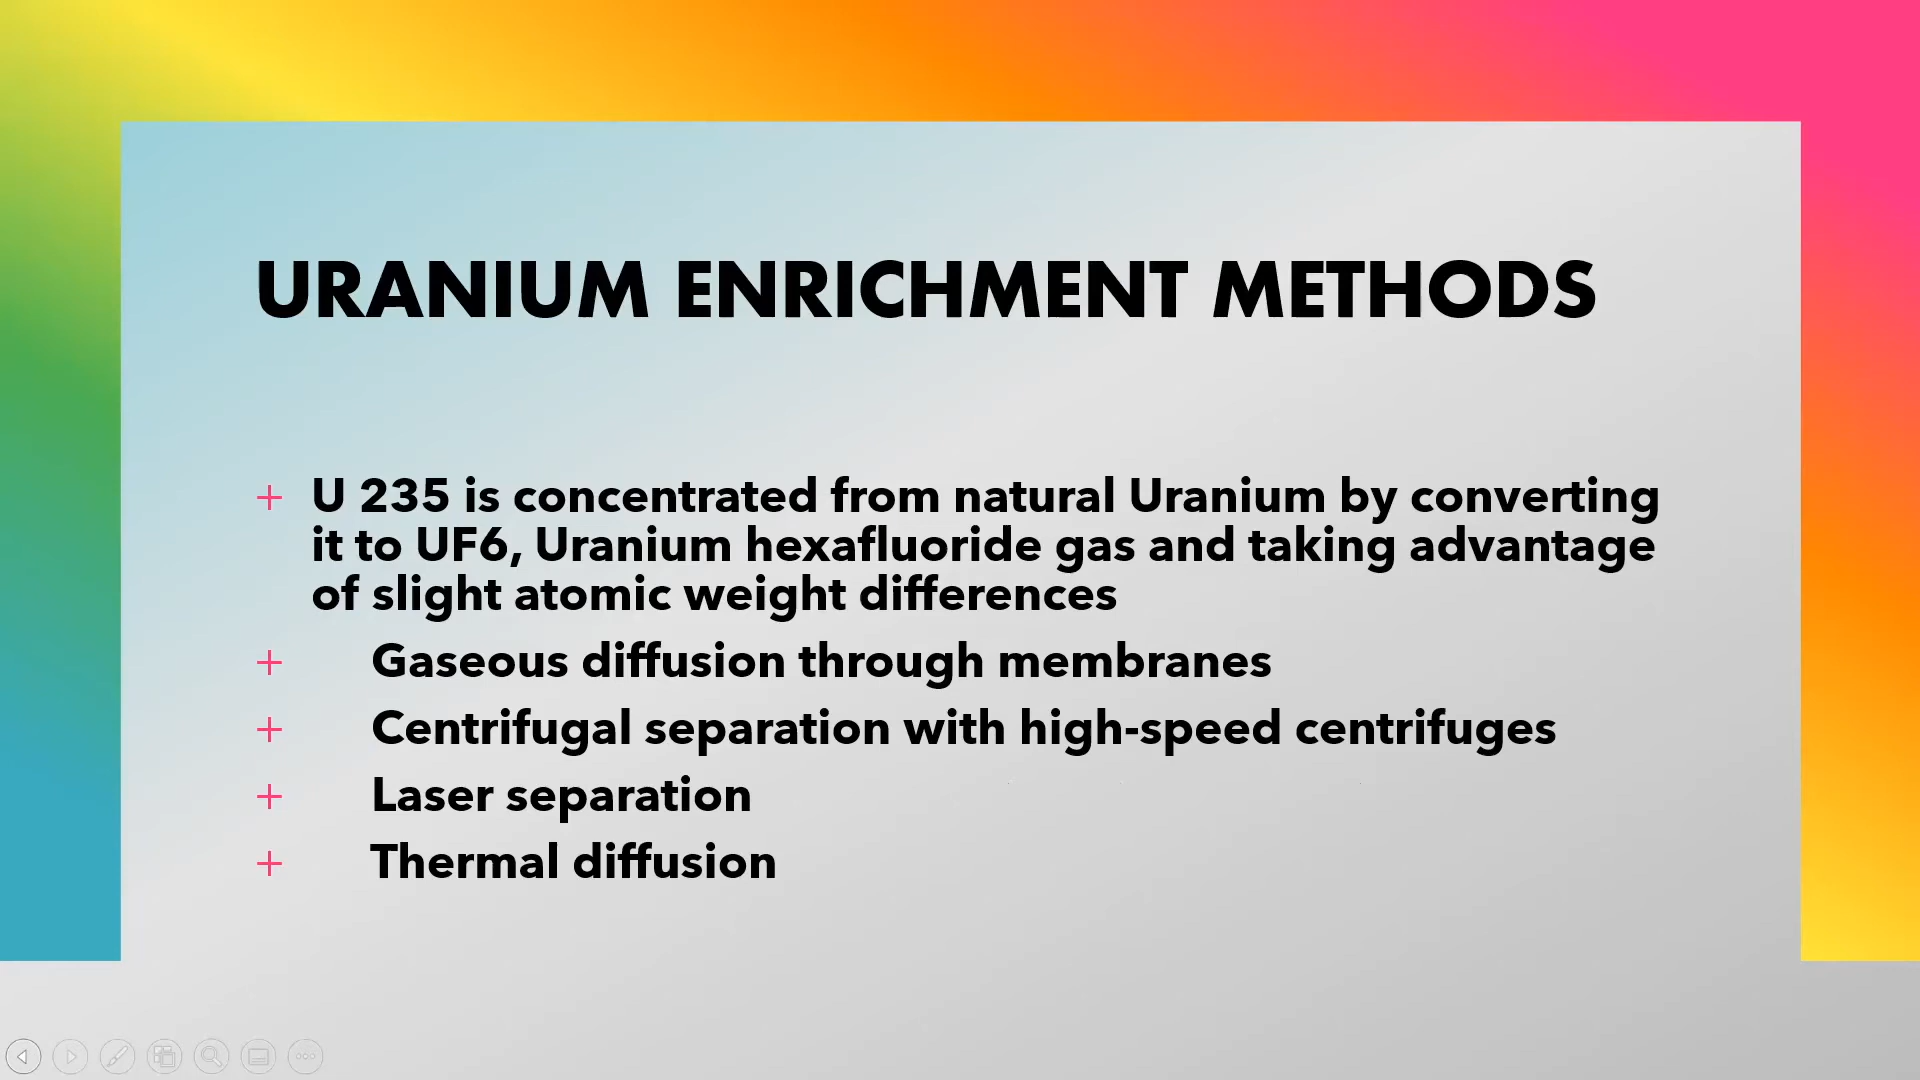 URANIUM ENRICHMENT METHODS
+ U 235 is concentrated from natural Uranium by converting
it to UF6, Uranium hexafluoride gas and taking advantage
of slight atomic weight differences
+ Gaseous diffusion through membranes
+ Centrifugal separation with high-speed centrifuges
+ Laser separation
+ Thermal diffusion